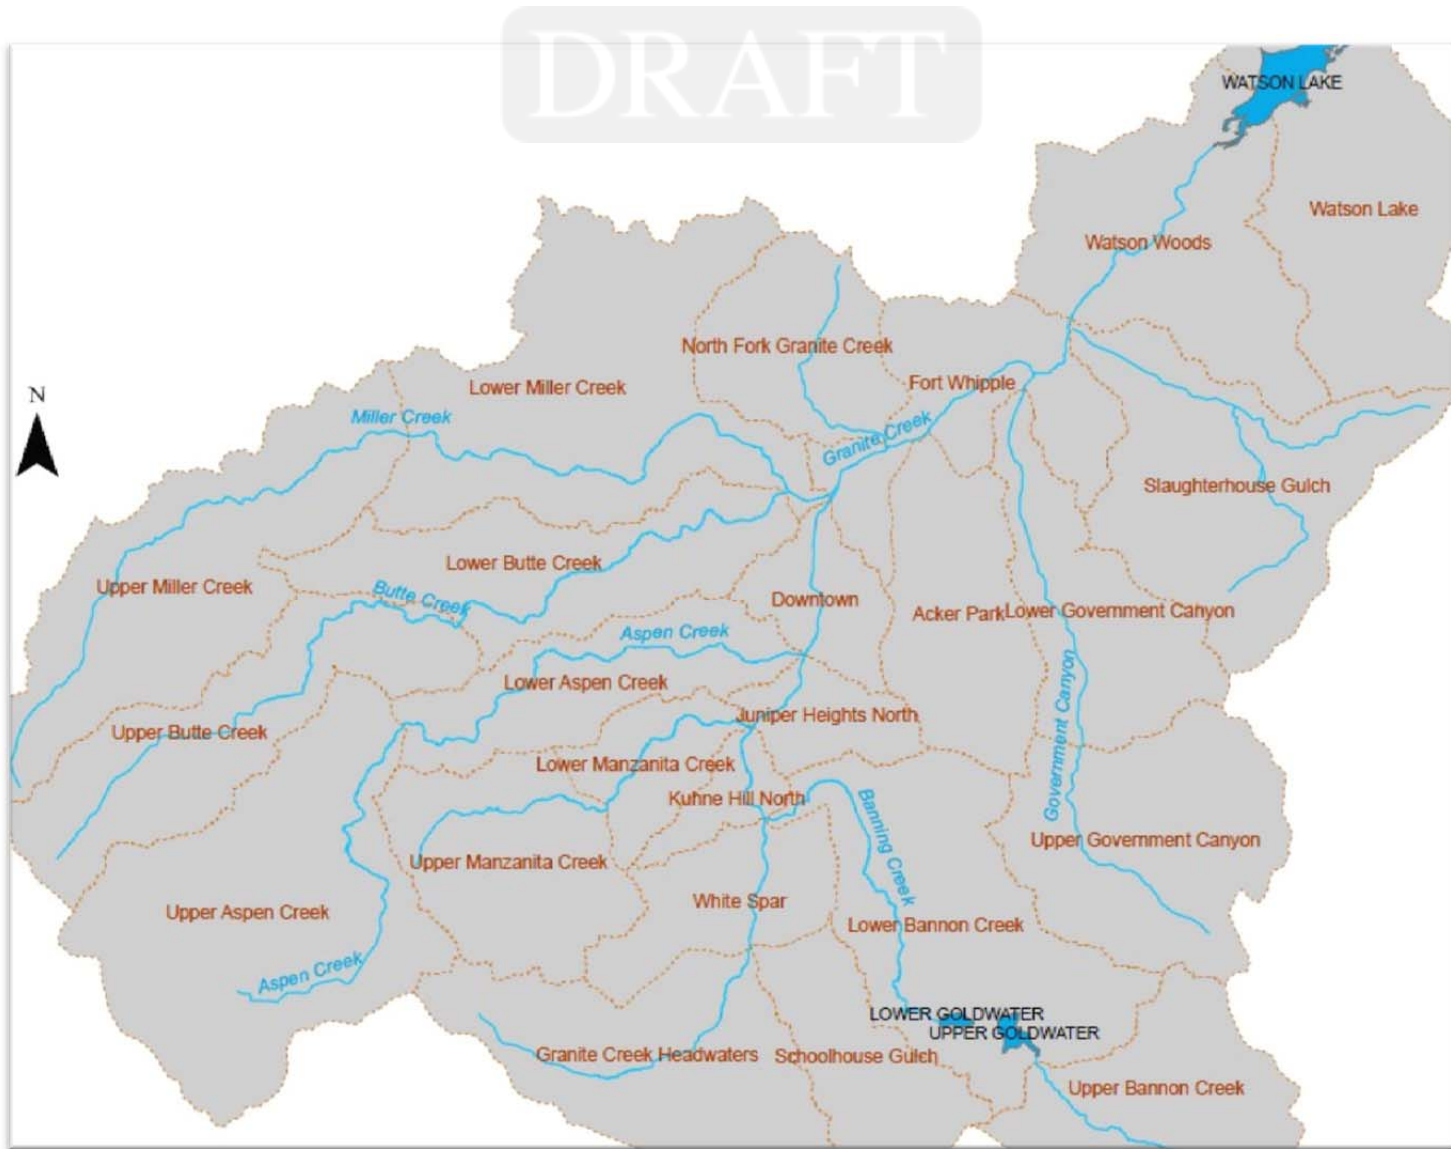 DRAFT
WATSON LAKE
Watson Lake
Watson Woods
North Fork Granite Creek
Fort Whipple
Lower Miller Creek
N
Miller Creek
Granite Creek
Slaughterhouse Gulch
Lower Butte Creek
Upper Miller Creek
Butte Creek
Downtown
Acker Park
Lower Government Canyon
Aspen Creek
Lower Aspen Creek
Government Canyon
Juniper Heights North
Upper Butte Creek
Lower Manzanita Creek
Kuhne Hill North
Banning Creek
Upper Government Canyon
Upper Manzanita Creek
White Spar
Upper Aspen Creek
Lower Bannon Creek
Aspen Creek
LOWER GOLDWATER
UPPER GOLDWATER
Granite Creek Headwaters
Schoolhouse Gulch
Upper Bannon Creek